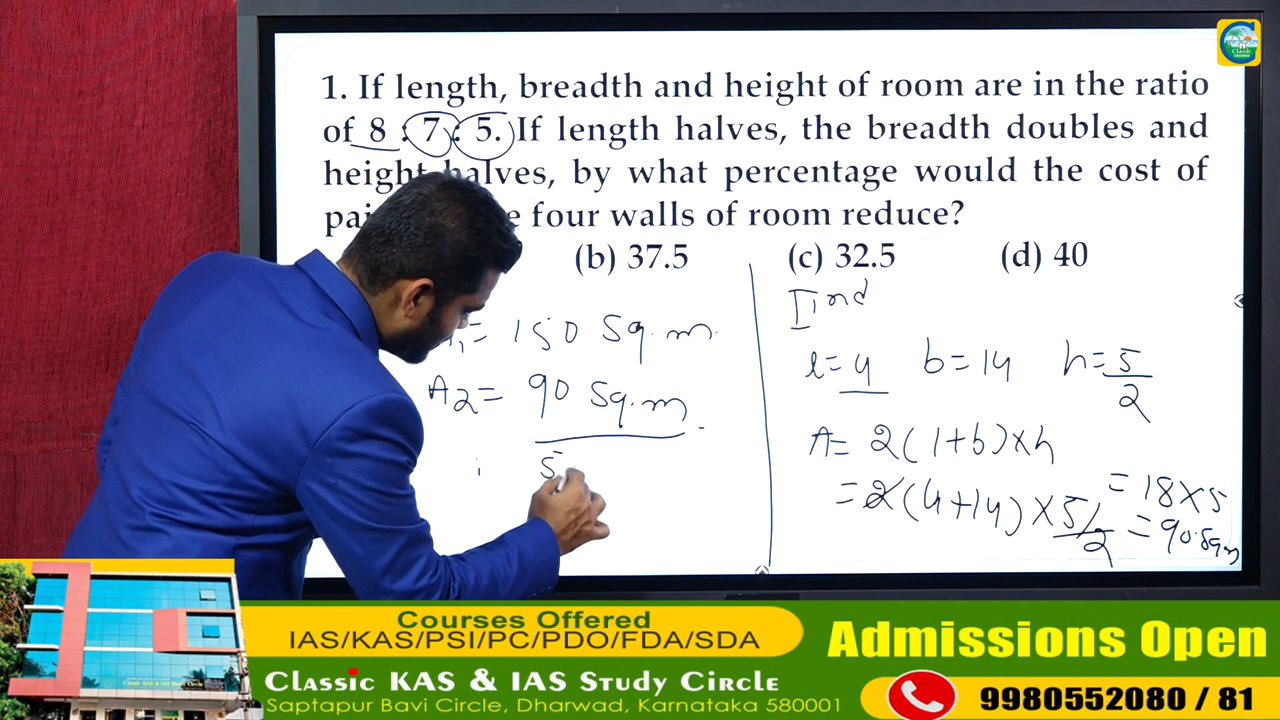 1. If length, breadth and height of room are in the ratio
of 8 : 7 : 5. If length halves, the breadth doubles and
height halves, by what percentage would the cost of
four walls of room reduce?
(b) 37.5 (c) 32.5 (d) 40
= 150 Sq.m.
A2 = 90 Sq.m.
5
IInd
l = 4 b = 14 h = 5/2
A = 2(l+b)×h
= 2(4+14)×5/2
= 18×5
= 90.Sqm
Classic
Courses Offered
IAS/KAS/PSI/PC/PDO/FDA/SDA
Classic KAS & IAS Study Circle
Saptapur Bavi Circle, Dharwad, Karnataka 580001
Admissions Open
9980552080 / 81